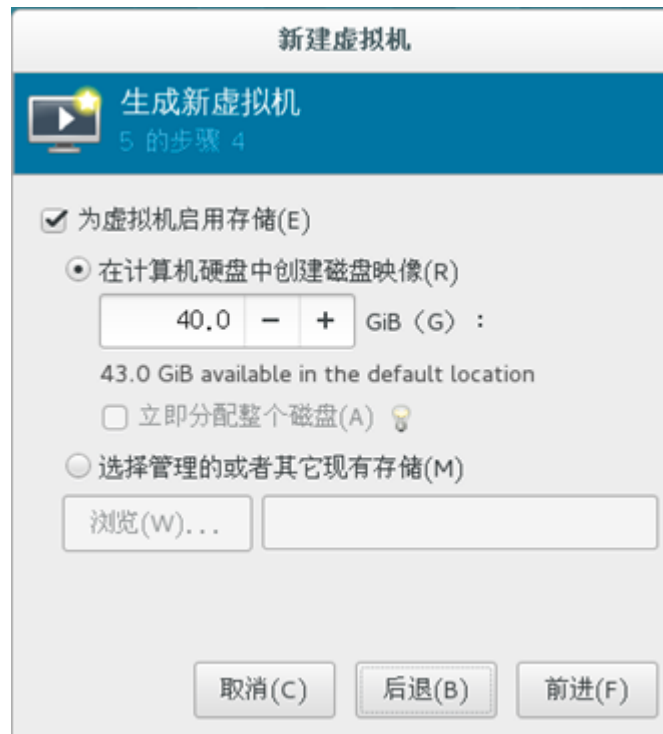 新建虚拟机
生成新虚拟机
5 的步骤 4
为虚拟机启用存储(E)
在计算机硬盘中创建磁盘映像(R)
40.0 − + GiB（G）：
43.0 GiB available in the default location
立即分配整个磁盘(A)
选择管理的或者其它现有存储(M)
浏览(W)...
取消(C) 后退(B) 前进(F)